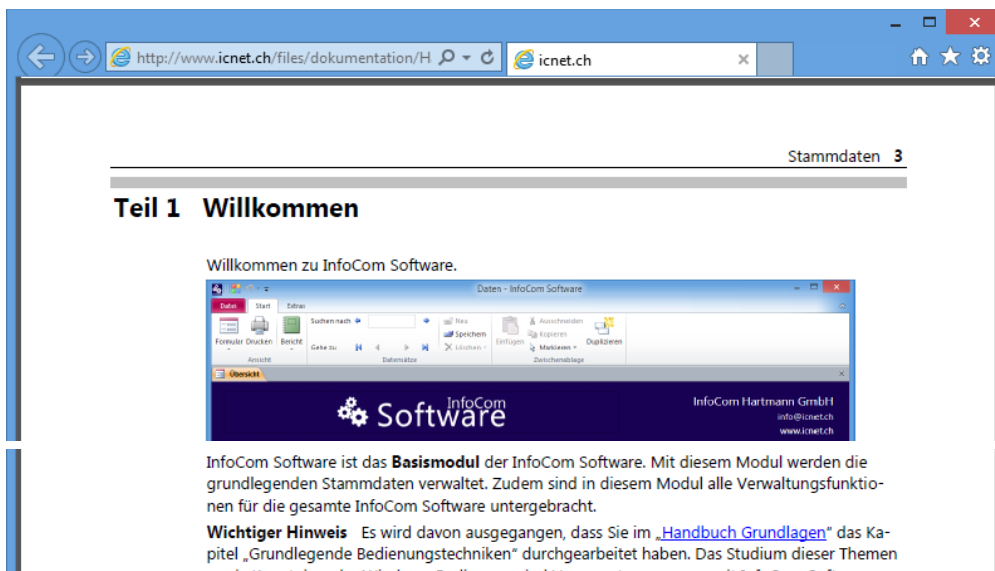 http://www.icnet.ch/files/dokumentation/H
icnet.ch
Stammdaten 3
Teil 1 Willkommen
Willkommen zu InfoCom Software.
Daten - InfoCom Software
Datei Start Extras
Suchen nach
Neu
Speichern
Löschen
Ausschneiden
Kopieren
Markieren
Formular Drucken Bericht
Einfügen
Duplizieren
Gehe zu
Ansicht Datensätze Zwischenablage
Übersicht
InfoCom
Software
InfoCom Hartmann GmbH
info@icnet.ch
www.icnet.ch
InfoCom Software ist das Basismodul der InfoCom Software. Mit diesem Modul werden die
grundlegenden Stammdaten verwaltet. Zudem sind in diesem Modul alle Verwaltungsfunktio-
nen für die gesamte InfoCom Software untergebracht.
Wichtiger Hinweis Es wird davon ausgegangen, dass Sie im „Handbuch Grundlagen“ das Ka-
pitel „Grundlegende Bedienungstechniken“ durchgearbeitet haben. Das Studium dieser Themen